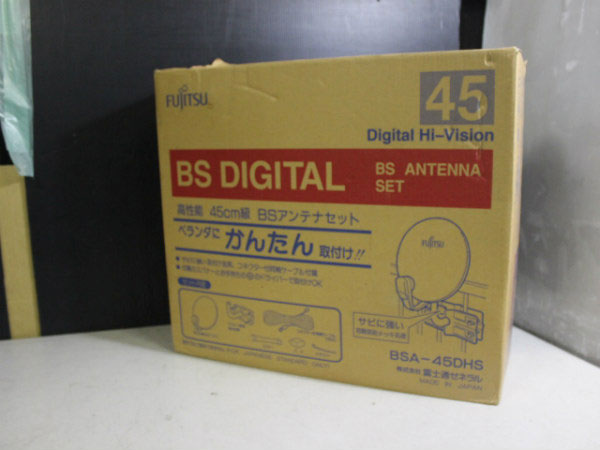 FUJITSU
45
Digital Hi-Vision
BS DIGITAL
BS ANTENNA
SET
高性能 45cm級 BSアンテナセット
ベランダに かんたん 取付け!!
FUJITSU
サビに強い
BSA-45DHS
株式会社 富士通ゼネラル
MADE IN JAPAN